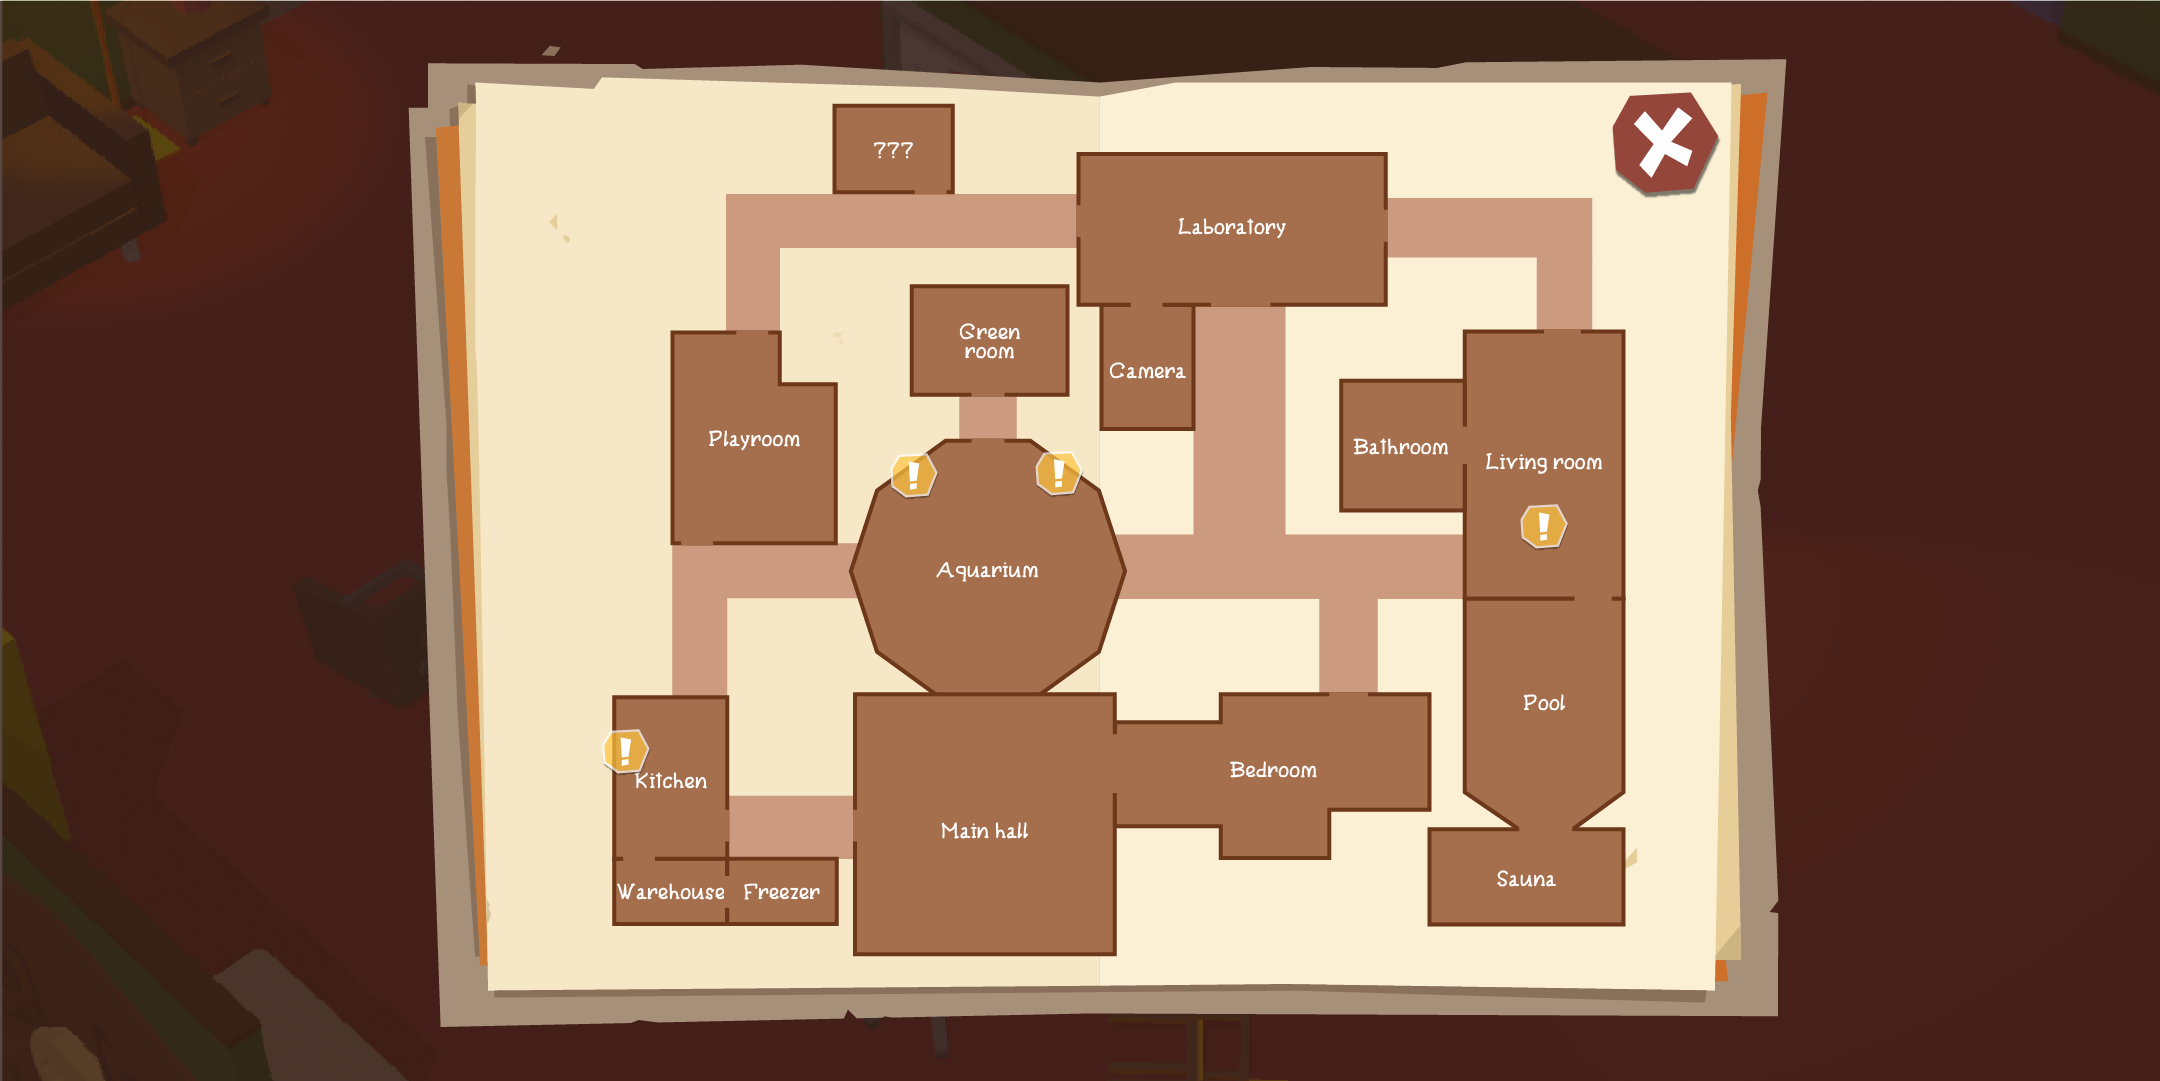 ???
Laboratory
Green
room
Camera
Playroom
Bathroom
Living room
!
!
!
Aquarium
Pool
!
Kitchen
Bedroom
Main hall
Warehouse
Freezer
Sauna